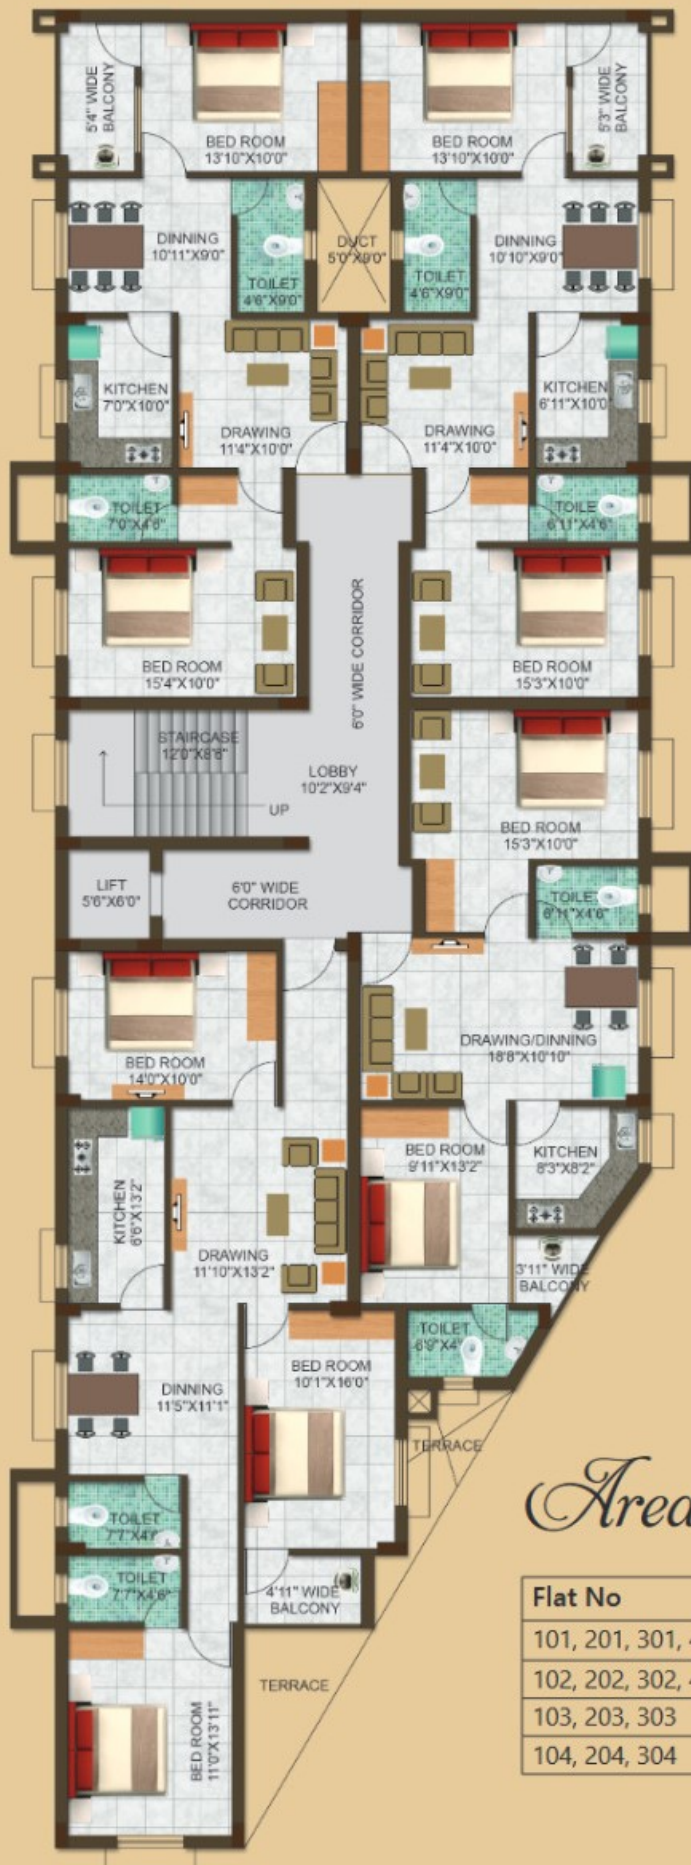 5'4" WIDE
BALCONY
BED ROOM
13'10"X10'0"
BED ROOM
13'10"X10'0"
5'3" WIDE
BALCONY
DINNING
10'11"X9'0"
TOILET
4'6"X9'0"
DUCT
5'0"X9'0"
TOILET
4'6"X9'0"
DINNING
10'10"X9'0"
KITCHEN
7'0"X10'0"
DRAWING
11'4"X10'0"
DRAWING
11'4"X10'0"
KITCHEN
6'11"X10'0"
TOILET
7'0"X4'6"
TOILE
6'11"X4'6"
BED ROOM
15'4"X10'0"
6'0" WIDE CORRIDOR
BED ROOM
15'3"X10'0"
STAIRCASE
12'0"X8'6"
UP
LOBBY
10'2"X9'4"
BED ROOM
15'3"X10'0"
LIFT
5'6"X6'0"
6'0" WIDE
CORRIDOR
TOILE
6'11"X4'6"
BED ROOM
14'0"X10'0"
DRAWING/DINNING
18'8"X10'10"
KITCHEN
6'6"X13'2"
DRAWING
11'10"X13'2"
BED ROOM
9'11"X13'2"
KITCHEN
8'3"X8'2"
3'11" WIDE
BALCONY
DINNING
11'5"X11'1"
BED ROOM
10'1"X16'0"
TOILET
6'9"X4'
TERRACE
TOILET
TOILET
7'7"X4'6"
4'11" WIDE
BALCONY
TERRACE
BED ROOM
11'0"X13'11"
Area
Flat No
101, 201, 301,
102, 202, 302,
103, 203, 303
104, 204, 304